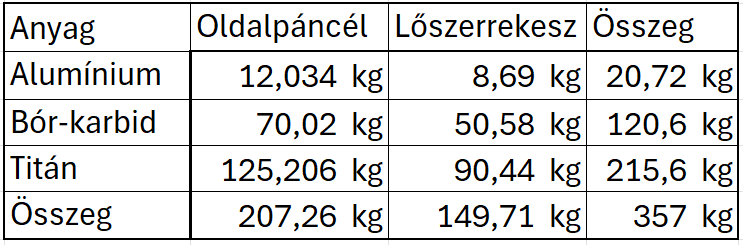 Anyag Oldalpáncél Lőszerrekesz Összeg
Alumínium 12,034 kg 8,69 kg 20,72 kg
Bór-karbid 70,02 kg 50,58 kg 120,6 kg
Titán 125,206 kg 90,44 kg 215,6 kg
Összeg 207,26 kg 149,71 kg 357 kg